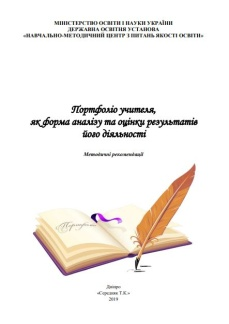 МІНІСТЕРСТВО ОСВІТИ І НАУКИ УКРАЇНИ
ДЕРЖАВНА ОСВІТНЯ УСТАНОВА
«НАВЧАЛЬНО-МЕТОДИЧНИЙ ЦЕНТР З ПИТАНЬ ЯКОСТІ ОСВІТИ»
Портфоліо учителя,
як форма аналізу та оцінки результатів
його діяльності
Методичні рекомендації
Портфоліо
Дніпро
«Середняк Т.К.»
2019